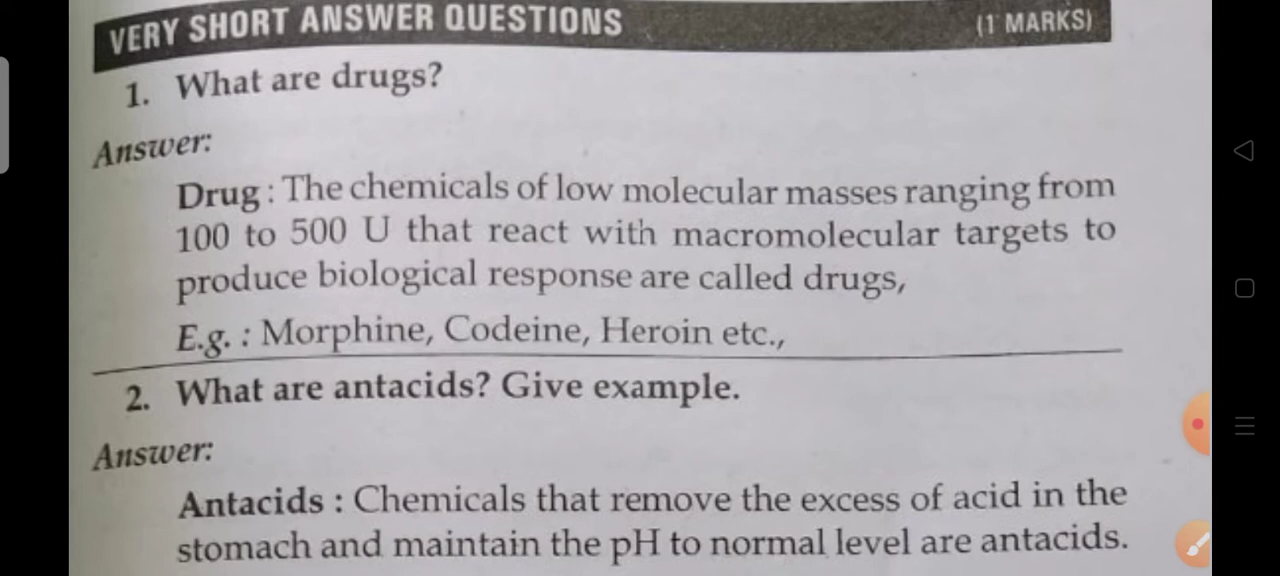 VERY SHORT ANSWER QUESTIONS (1 MARKS)
1. What are drugs?
Answer:
Drug : The chemicals of low molecular masses ranging from
100 to 500 U that react with macromolecular targets to
produce biological response are called drugs,
E.g. : Morphine, Codeine, Heroin etc.,
2. What are antacids? Give example.
Answer:
Antacids : Chemicals that remove the excess of acid in the
stomach and maintain the pH to normal level are antacids.